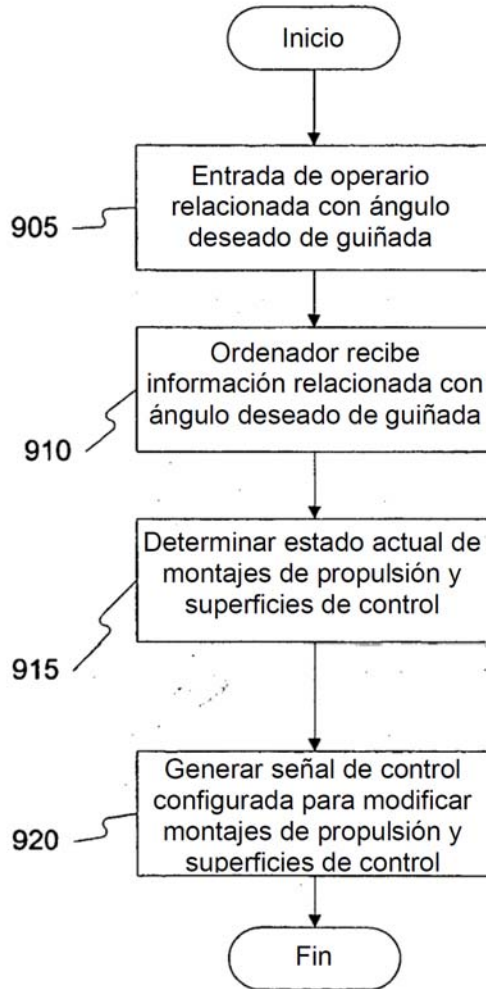 Inicio
905
Entrada de operario
relacionada con ángulo
deseado de guiñada
910
Ordenador recibe
información relacionada con
ángulo deseado de guiñada
915
Determinar estado actual de
montajes de propulsión y
superficies de control
920
Generar señal de control
configurada para modificar
montajes de propulsión y
superficies de control
Fin